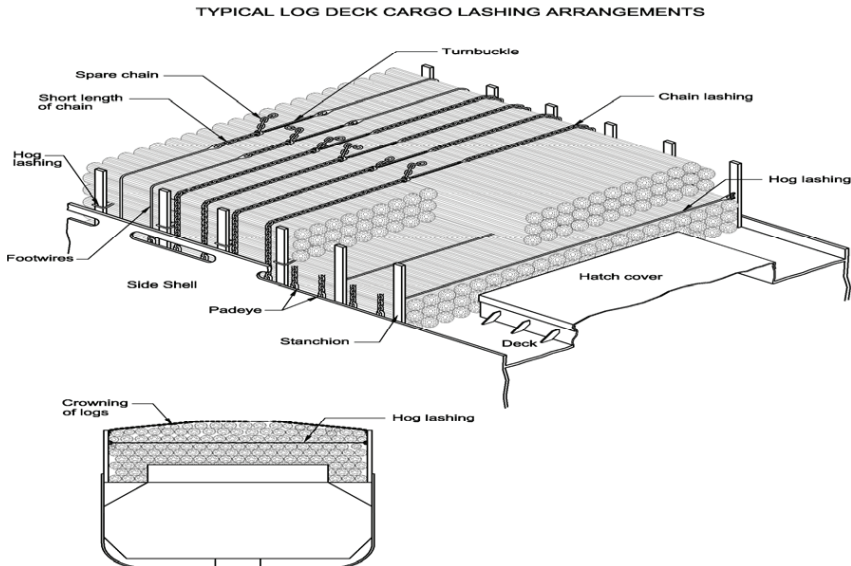 TYPICAL LOG DECK CARGO LASHING ARRANGEMENTS
Turnbuckle
Spare chain
Short length
of chain
Chain lashing
Hog
lashing
Hog lashing
Footwires
Side Shell
Hatch cover
Padeye
Stanchion
Deck
Crowning
of logs
Hog lashing